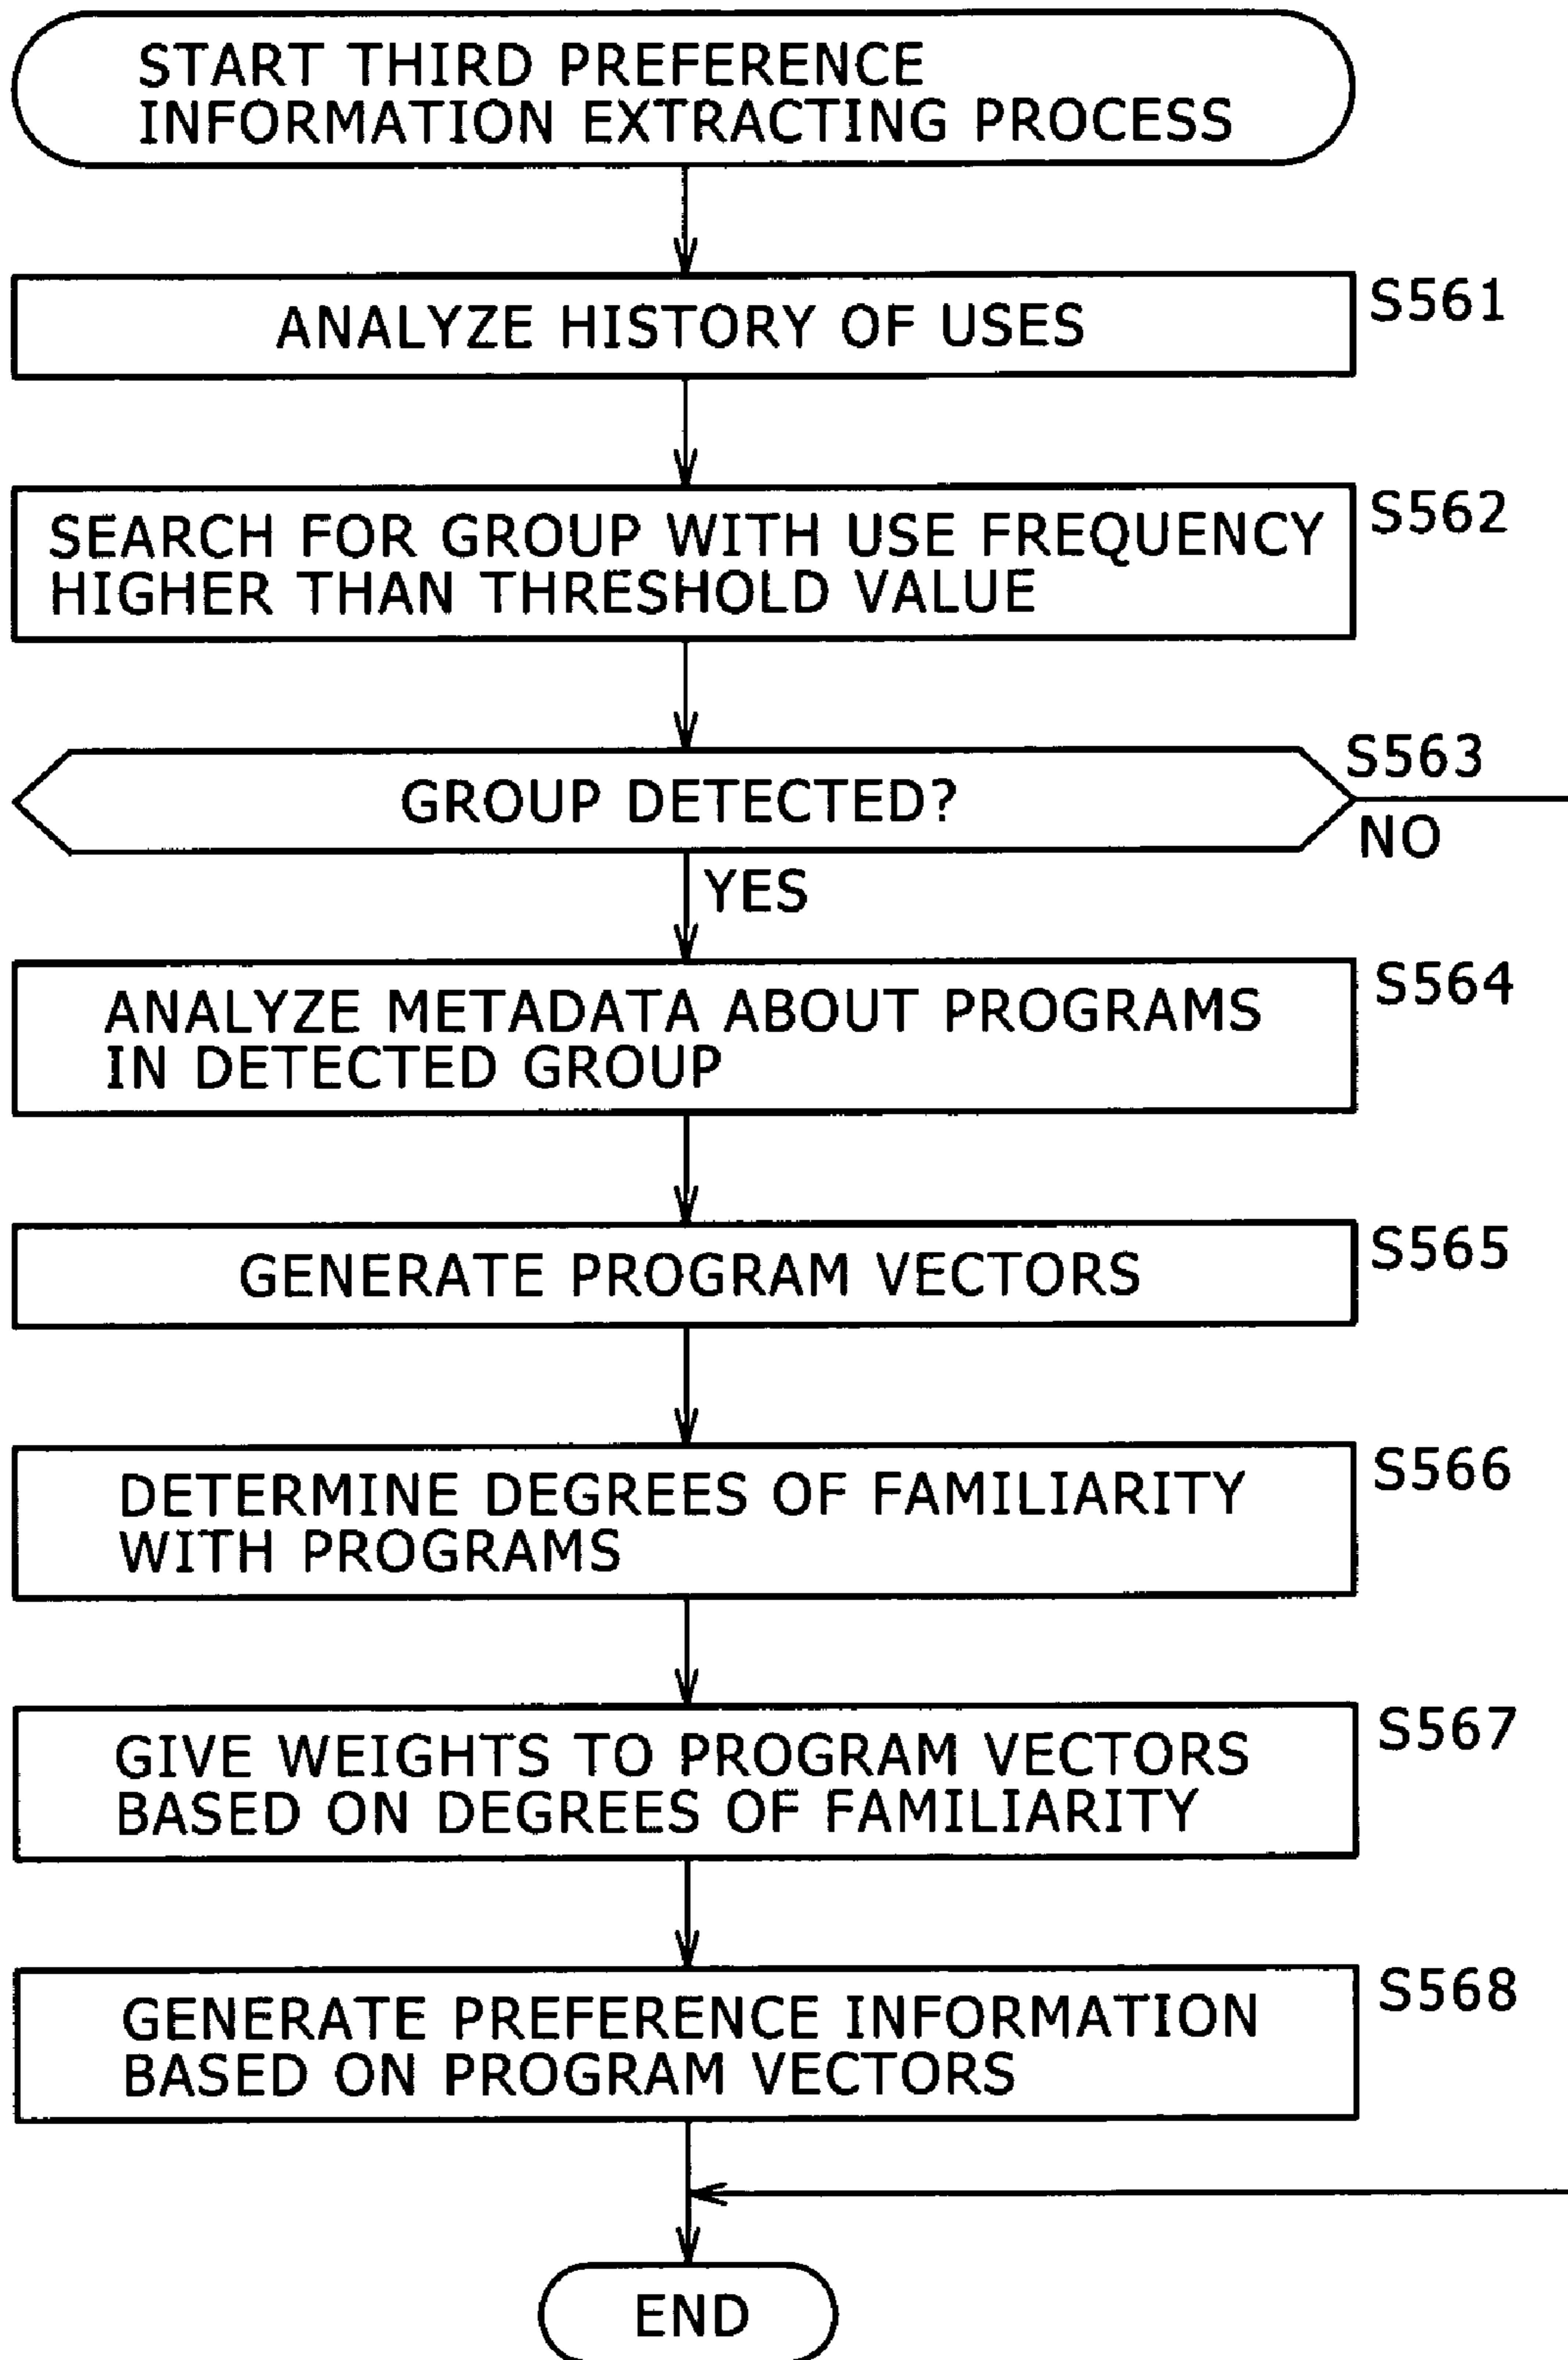 START THIRD PREFERENCE
INFORMATION EXTRACTING PROCESS
ANALYZE HISTORY OF USES
S561
SEARCH FOR GROUP WITH USE FREQUENCY
HIGHER THAN THRESHOLD VALUE
S562
GROUP DETECTED?
S563
NO
YES
ANALYZE METADATA ABOUT PROGRAMS
IN DETECTED GROUP
S564
GENERATE PROGRAM VECTORS
S565
DETERMINE DEGREES OF FAMILIARITY
WITH PROGRAMS
S566
GIVE WEIGHTS TO PROGRAM VECTORS
BASED ON DEGREES OF FAMILIARITY
S567
GENERATE PREFERENCE INFORMATION
BASED ON PROGRAM VECTORS
S568
END